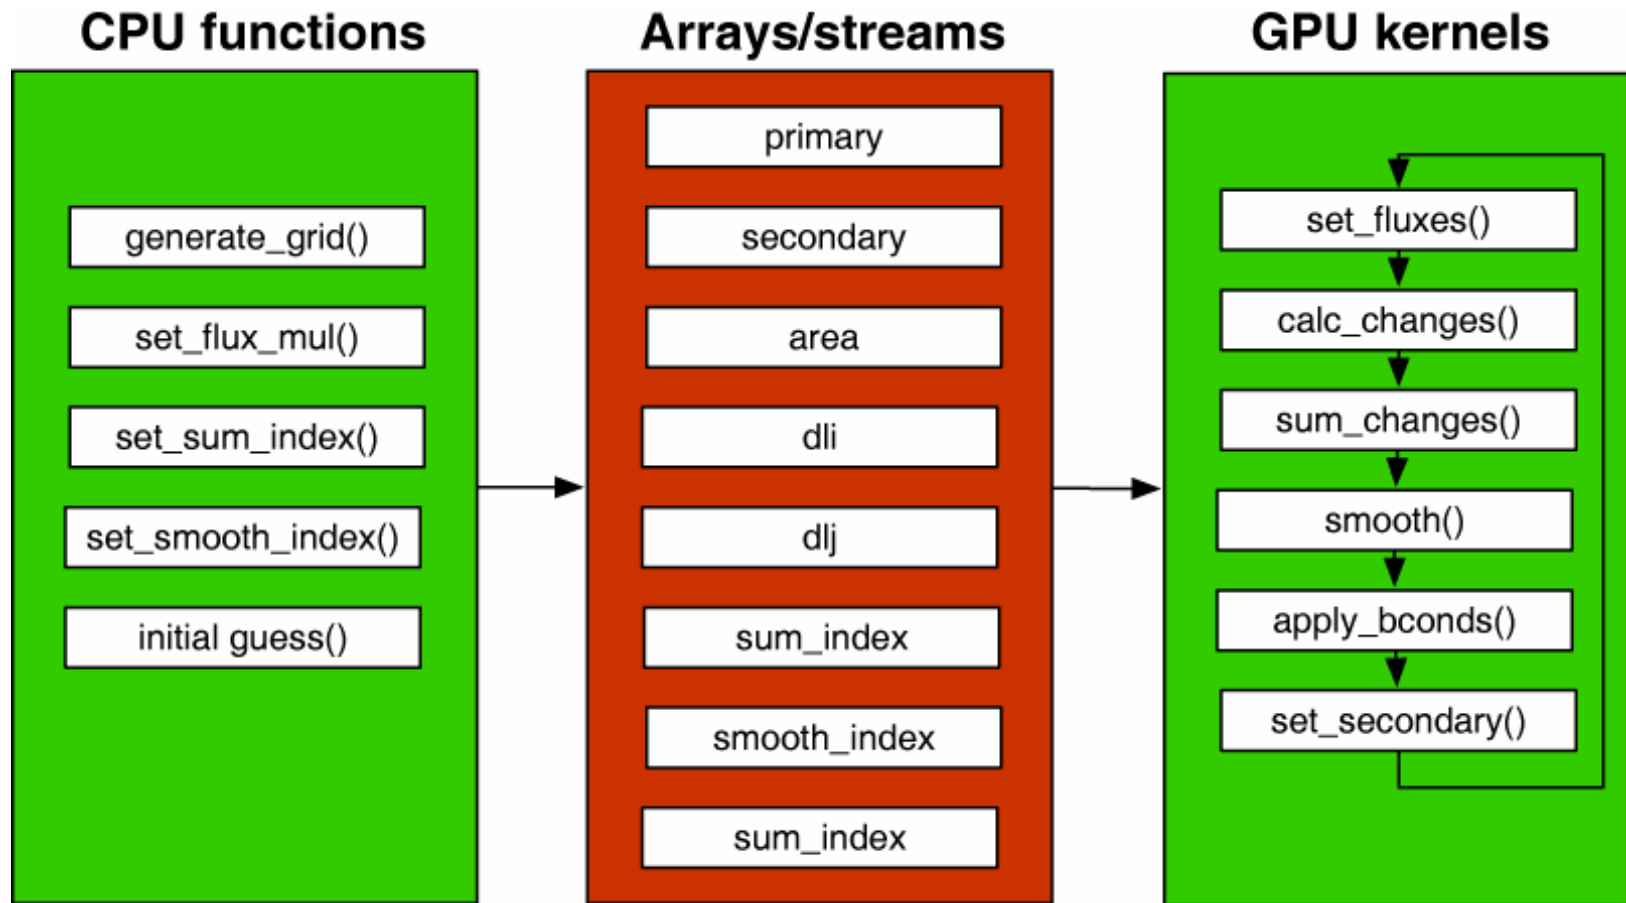 CPU functions
generate_grid()
set_flux_mul()
set_sum_index()
set_smooth_index()
initial guess()
Arrays/streams
primary
secondary
area
dli
dlj
sum_index
smooth_index
sum_index
GPU kernels
set_fluxes()
calc_changes()
sum_changes()
smooth()
apply_bconds()
set_secondary()